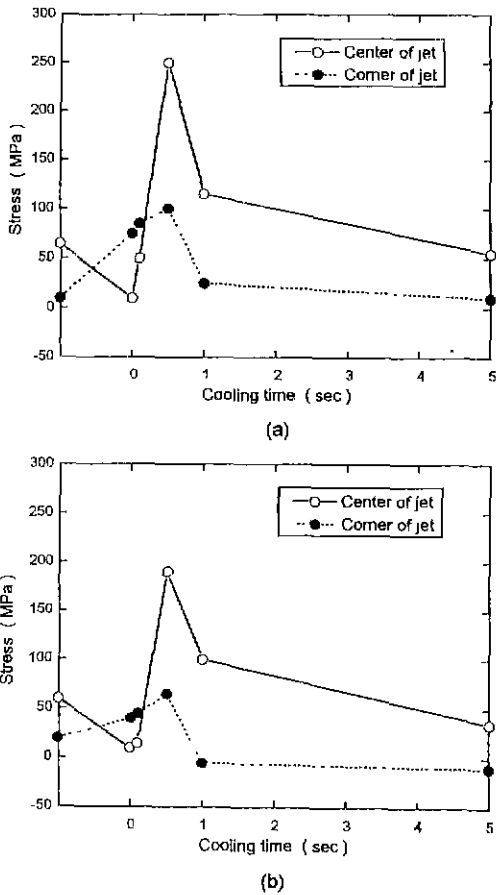 300
250
200
150
100
50
0
-50
Stress ( MPa )
Center of jet
Corner of jet
0 1 2 3 4 5
Cooling time ( sec )
(a)
300
250
200
150
100
50
0
-50
Stress ( MPa )
Center of jet
Corner of jet
0 1 2 3 4 5
Cooling time ( sec )
(b)